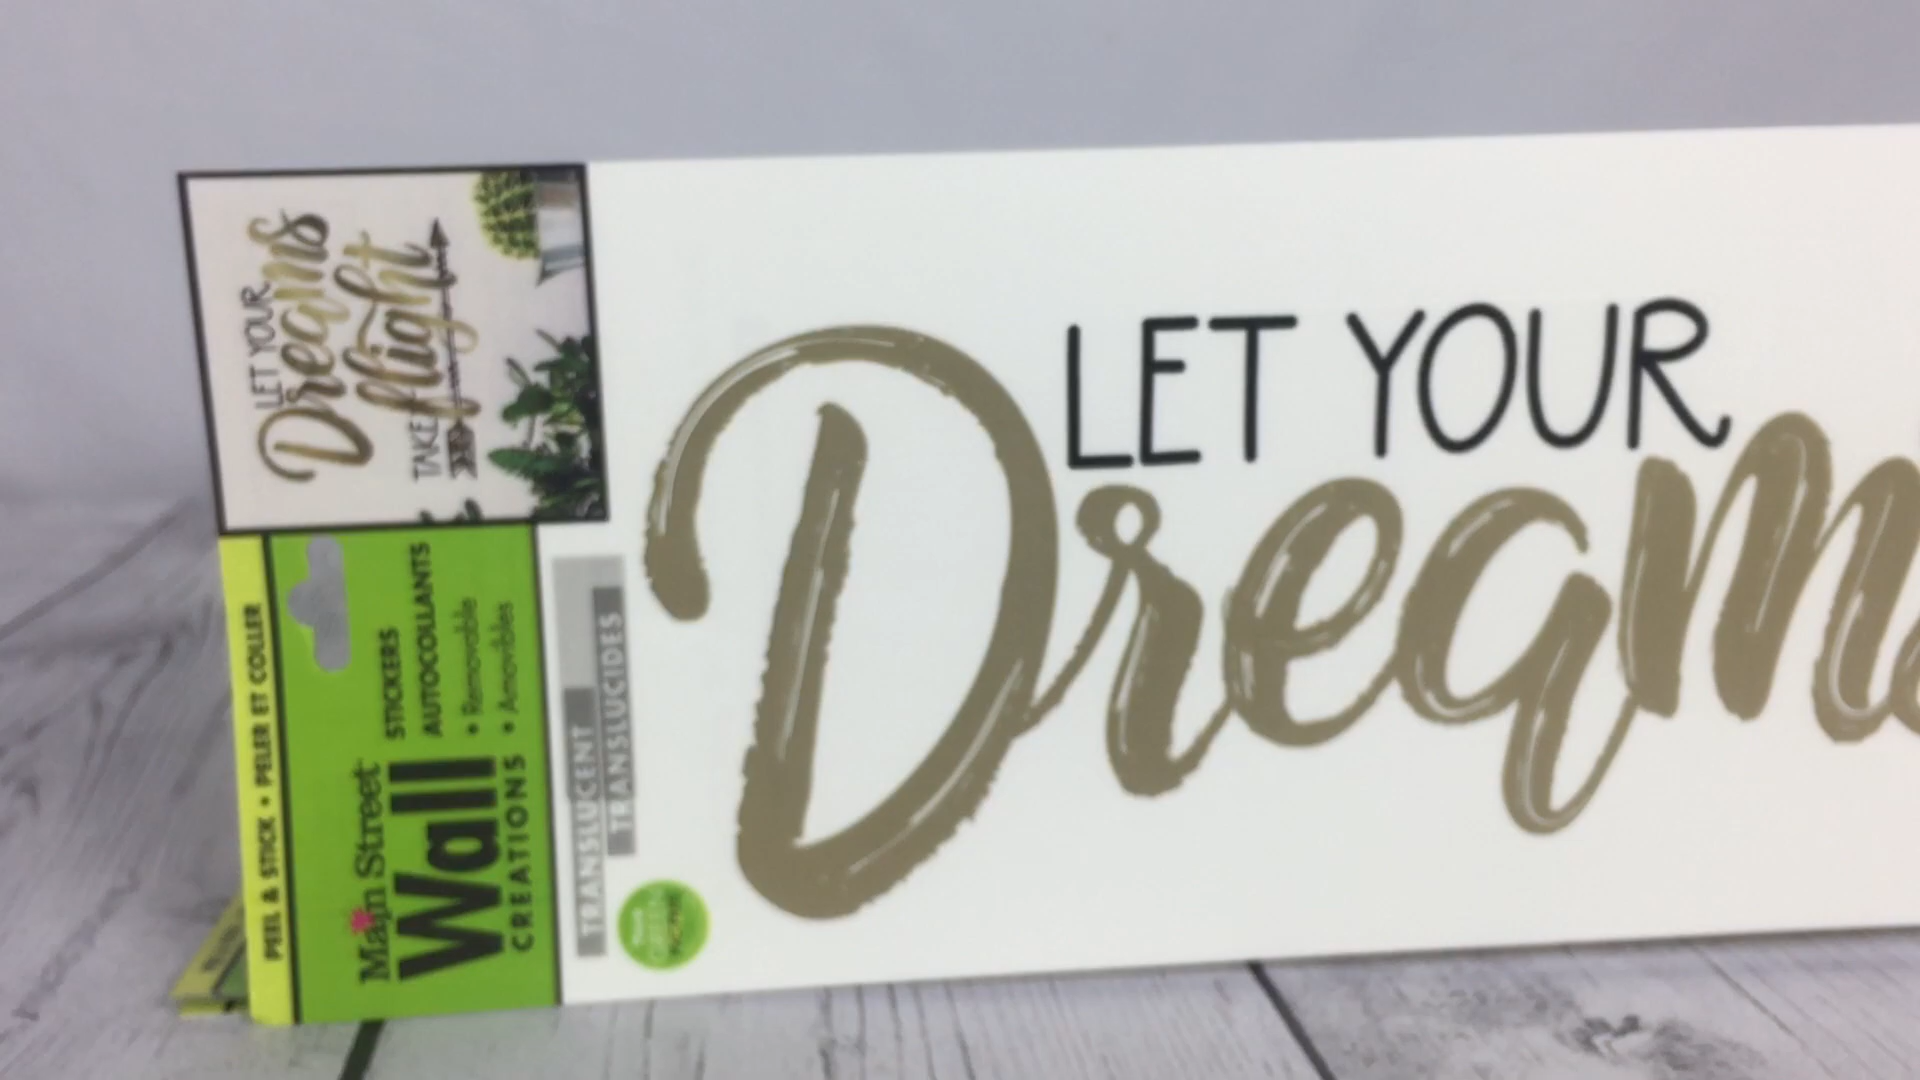 LET YOUR
Dreams
TAKE flight
PEEL & STICK • PELER ET COLLER
Main Street
Wall
CREATIONS
STICKERS
AUTOCOLLANTS
• Removable
• Amovibles
TRANSLUCENT
TRANSLUCIDES
LET YOUR
Dream